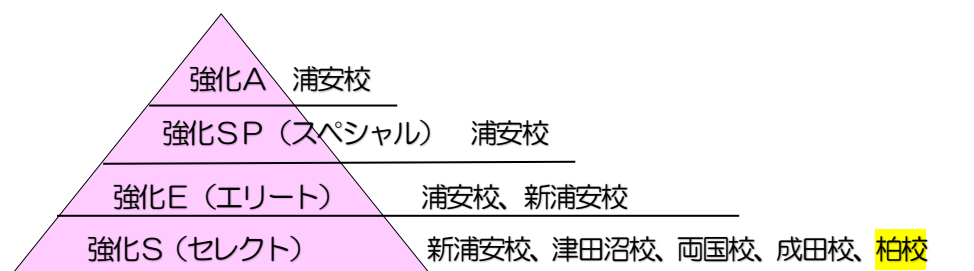 強化A　浦安校
強化SP（スペシャル）　浦安校
強化E（エリート）　浦安校、新浦安校
強化S（セレクト）　新浦安校、津田沼校、両国校、成田校、柏校